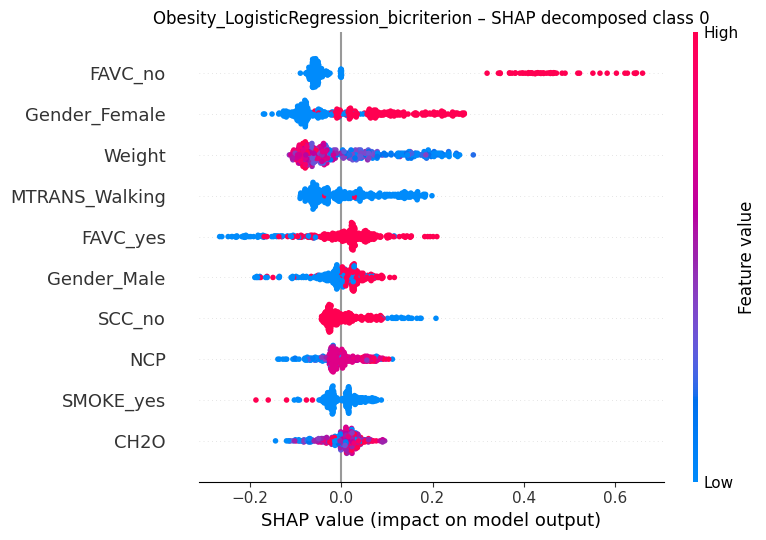 Obesity_LogisticRegression_bicriterion – SHAP decomposed class 0
High
FAVC_no
Gender_Female
Weight
MTRANS_Walking
FAVC_yes
Gender_Male
SCC_no
NCP
SMOKE_yes
CH2O
Feature value
Low
−0.2 0.0 0.2 0.4 0.6
SHAP value (impact on model output)